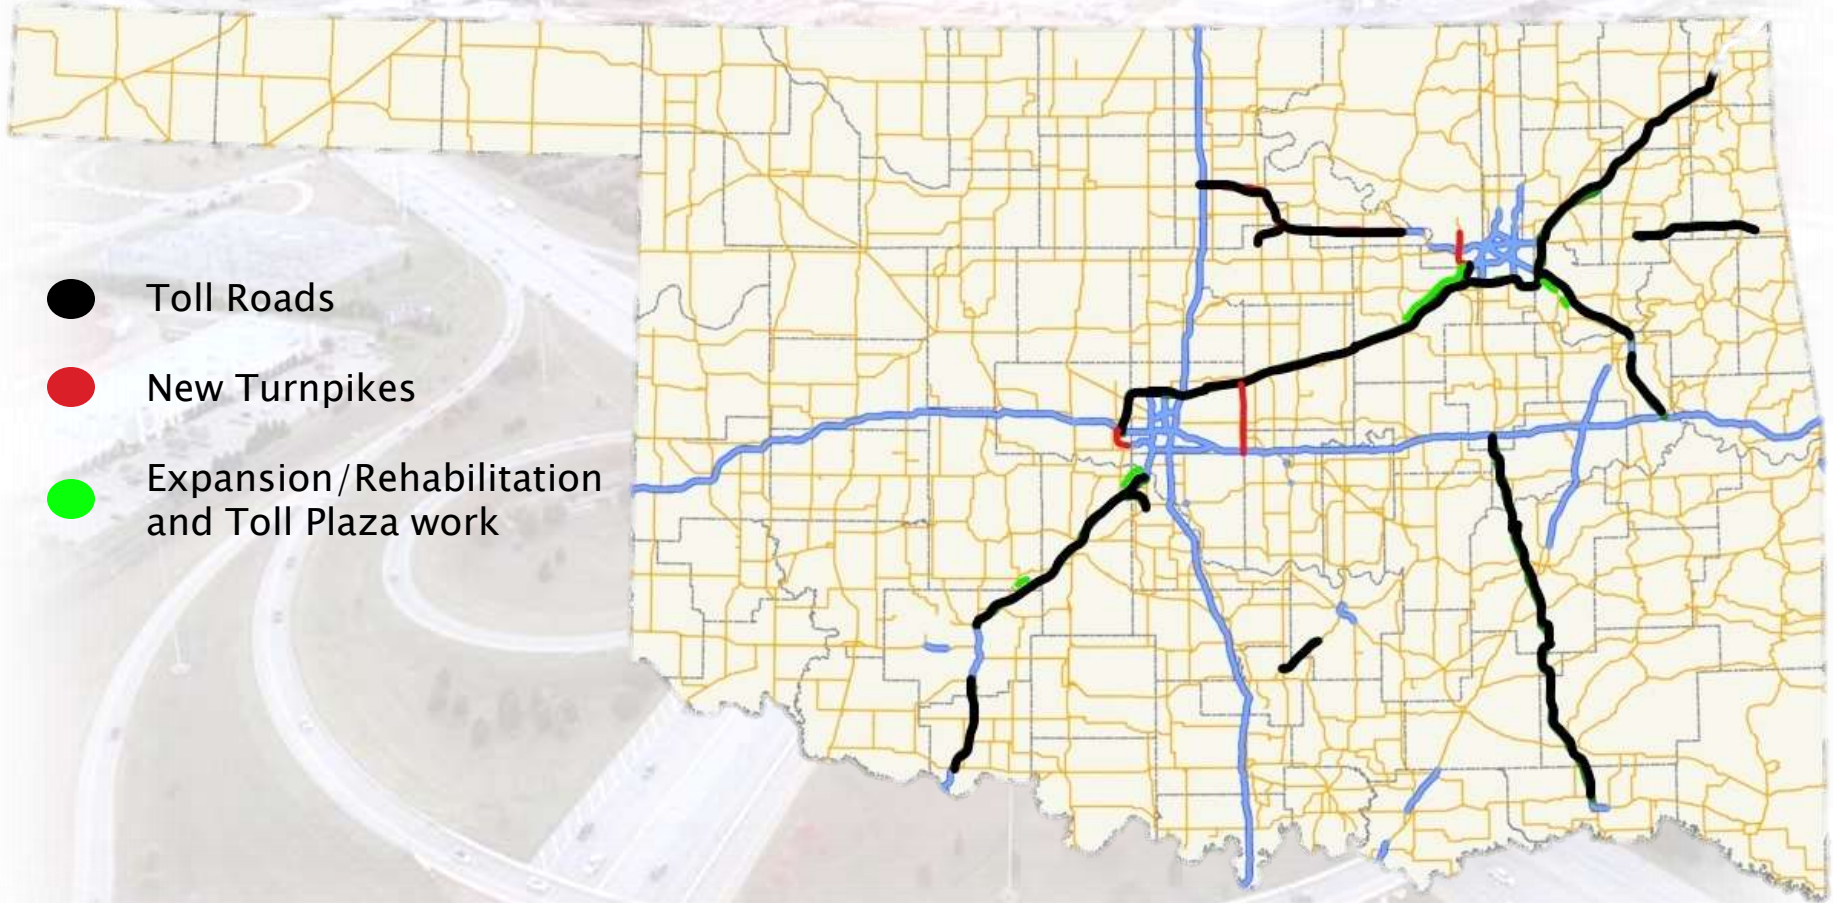 Toll Roads
New Turnpikes
Expansion/Rehabilitation
and Toll Plaza work